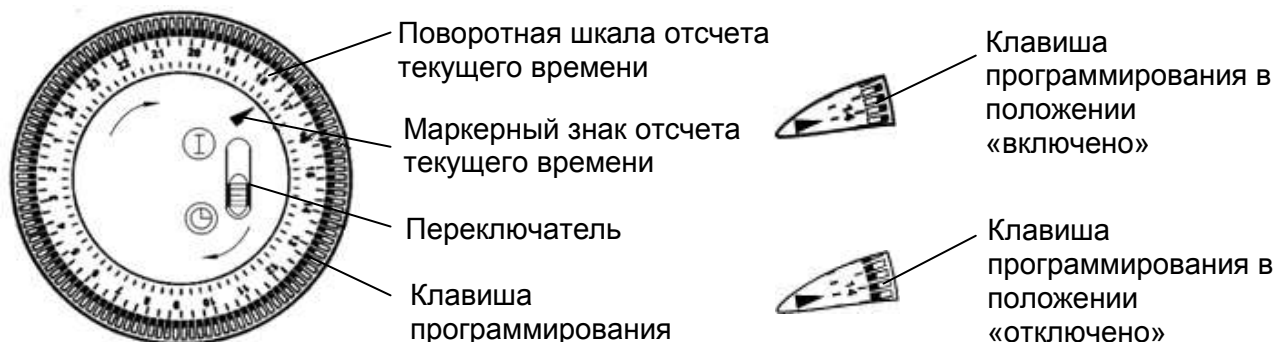 Поворотная шкала отсчета
текущего времени
Маркерный знак отсчета
текущего времени
Переключатель
Клавиша
программирования
Клавиша
программирования в
положении
«включено»
Клавиша
программирования в
положении
«отключено»